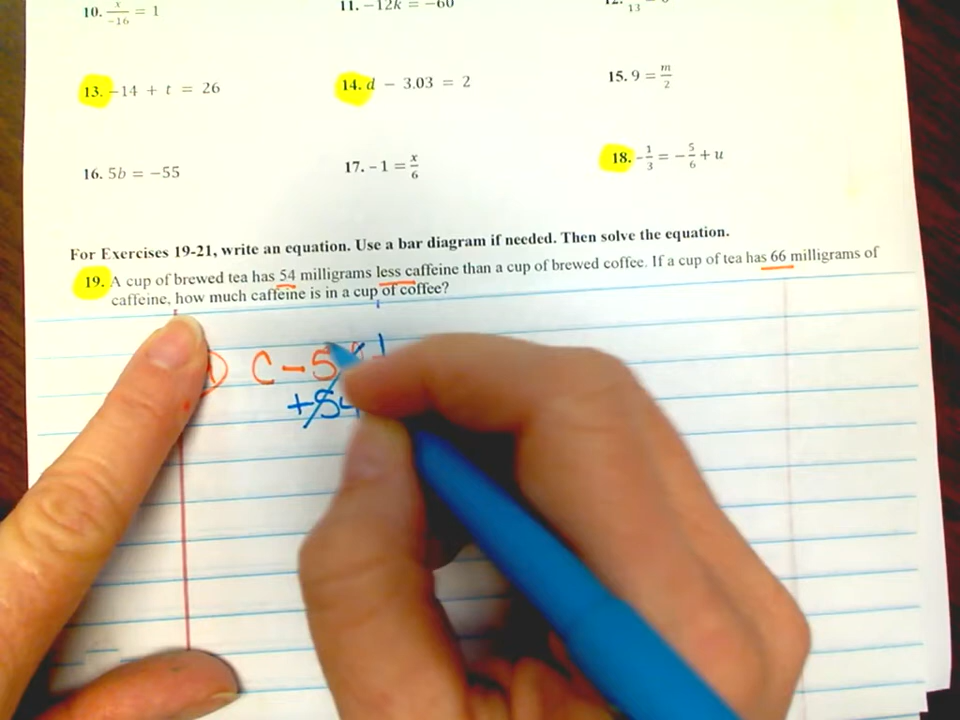 10. x/-16 = 1 11. -12k = -60 12. 13
13. -14 + t = 26 14. d - 3.03 = 2 15. 9 = m/2
16. 5b = -55 17. -1 = x/6 18. -1/3 = -5/6 + u
For Exercises 19-21, write an equation. Use a bar diagram if needed. Then solve the equation.
19. A cup of brewed tea has 54 milligrams less caffeine than a cup of brewed coffee. If a cup of tea has 66 milligrams of
caffeine, how much caffeine is in a cup of coffee?
C - 5
+54